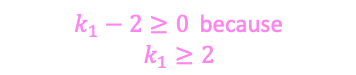 k₁ − 2 ≥ 0 because
k₁ ≥ 2